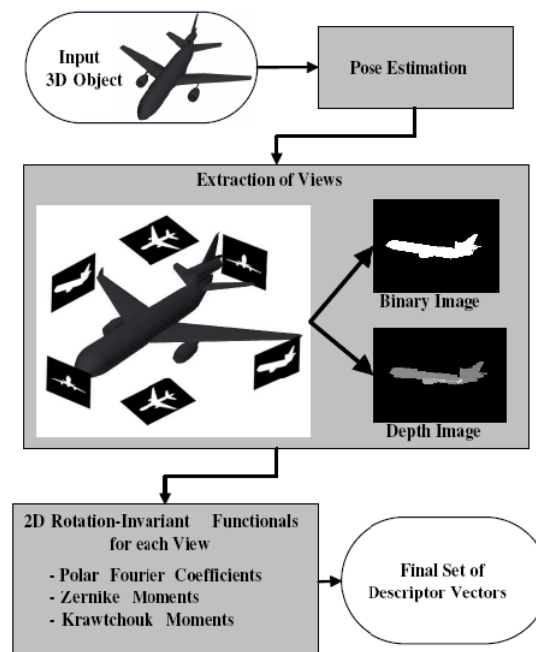 Input
3D Object
Pose Estimation
Extraction of Views
Binary Image
Depth Image
2D Rotation-Invariant Functionals
for each View
- Polar Fourier Coefficients
- Zernike Moments
- Krawtchouk Moments
Final Set of
Descriptor Vectors